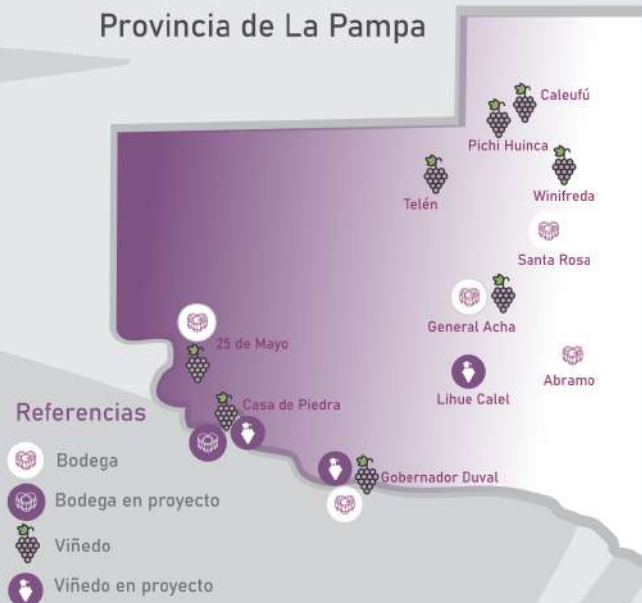 Provincia de La Pampa
Caleufú
Pichi Huinca
Telén
Winifreda
Santa Rosa
General Acha
25 de Mayo
Lihue Calel
Abramo
Casa de Piedra
Gobernador Duval
Referencias
Bodega
Bodega en proyecto
Viñedo
Viñedo en proyecto